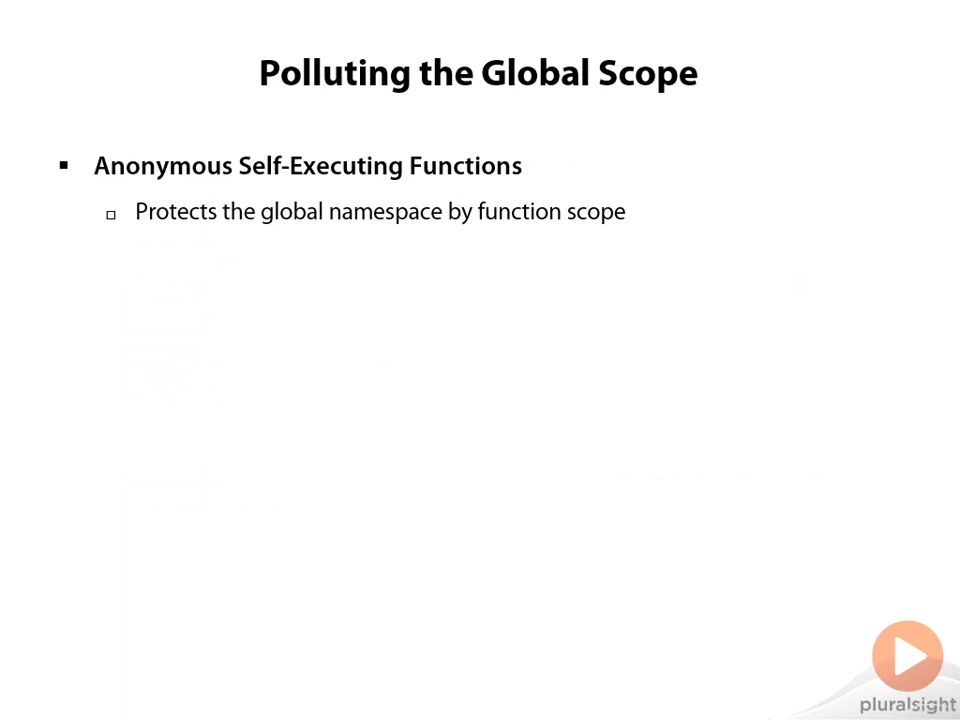 Polluting the Global Scope
Anonymous Self-Executing Functions
Protects the global namespace by function scope
pluralsight